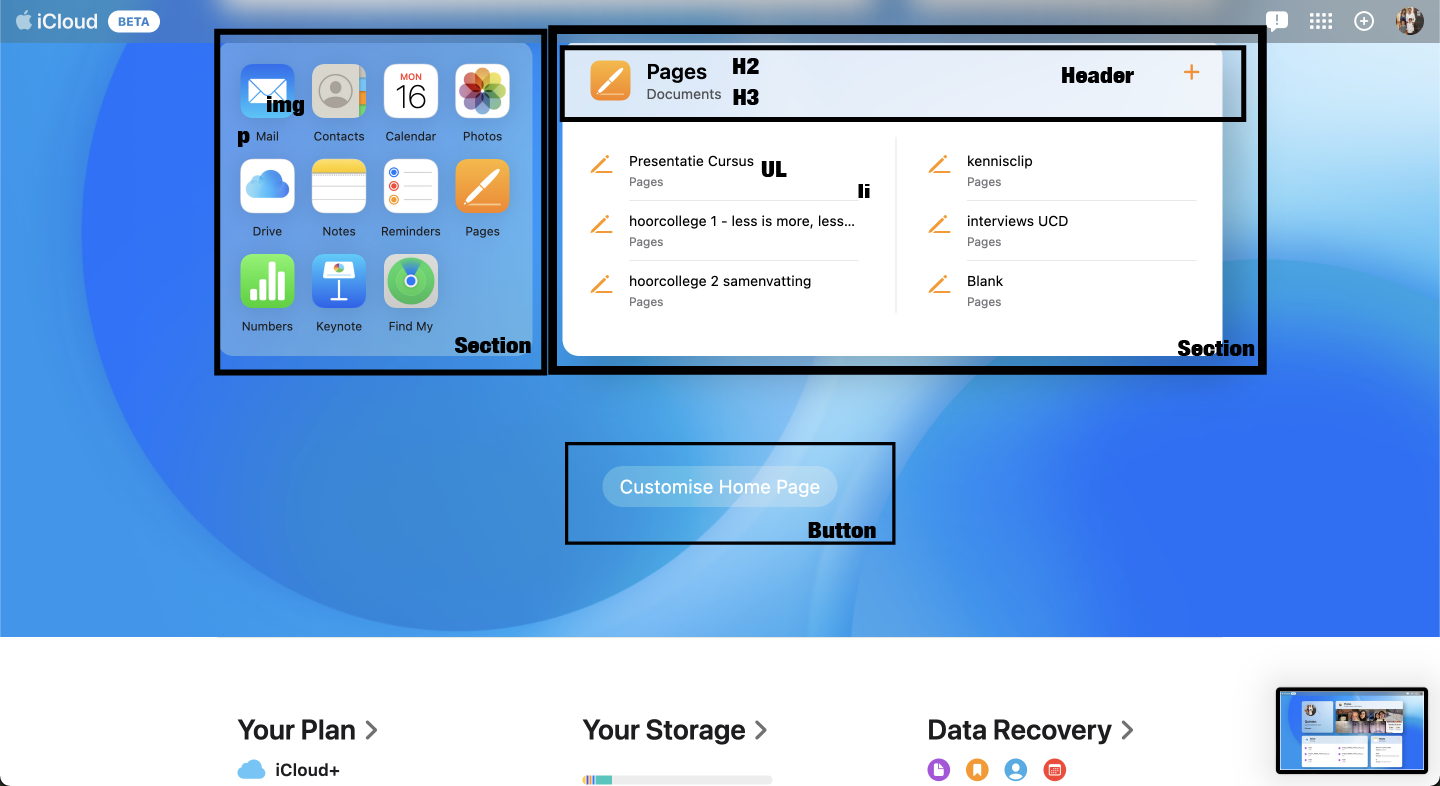 iCloud BETA
!
img
p Mail
Contacts
MON
16
Calendar
Photos
Drive
Notes
Reminders
Pages
Numbers
Keynote
Find My
Section
Pages H2
Documents H3
Header
+
Presentatie Cursus UL
Pages
li
hoorcollege 1 - less is more, less...
Pages
hoorcollege 2 samenvatting
Pages
kennisclip
Pages
interviews UCD
Pages
Blank
Pages
Section
Customise Home Page
Button
Your Plan
iCloud+
Your Storage
Data Recovery